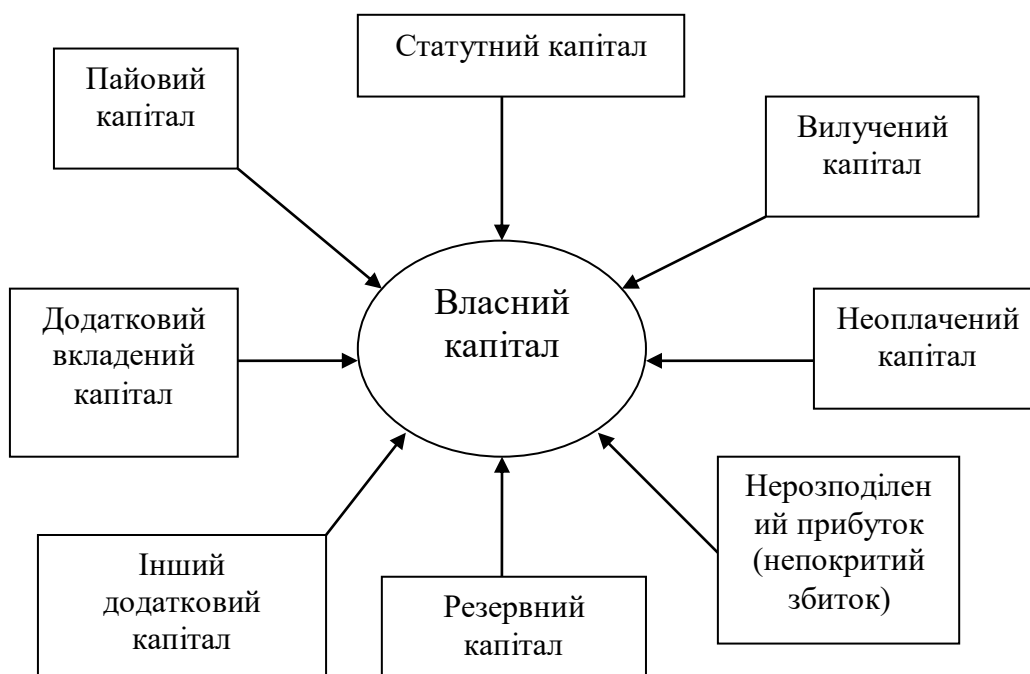 Статутний капітал
Пайовий
капітал
Вилучений
капітал
Власний
капітал
Додатковий
вкладений
капітал
Неоплачений
капітал
Нерозподілен
ий прибуток
(непокритий
збиток)
Інший
додатковий
капітал
Резервний
капітал